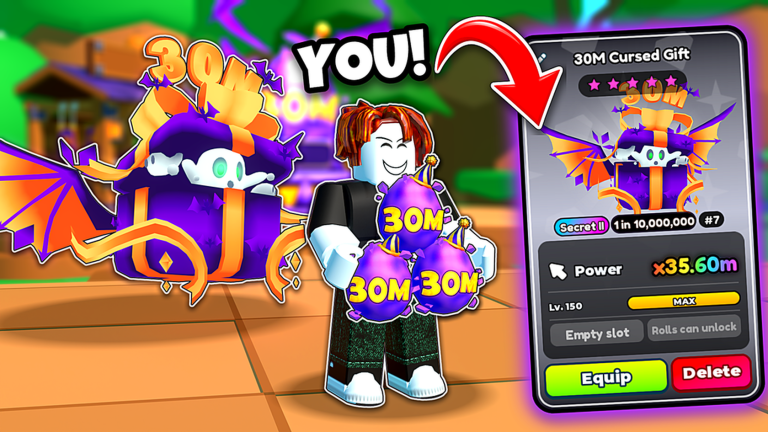 30M
YOU!
30M
30M
30M
30M Cursed Gift
30M
Secret II
1 in 10,000,000
#7
Power
x35.60m
Lv. 150
MAX
Empty slot
Rolls can unlock
Equip
Delete